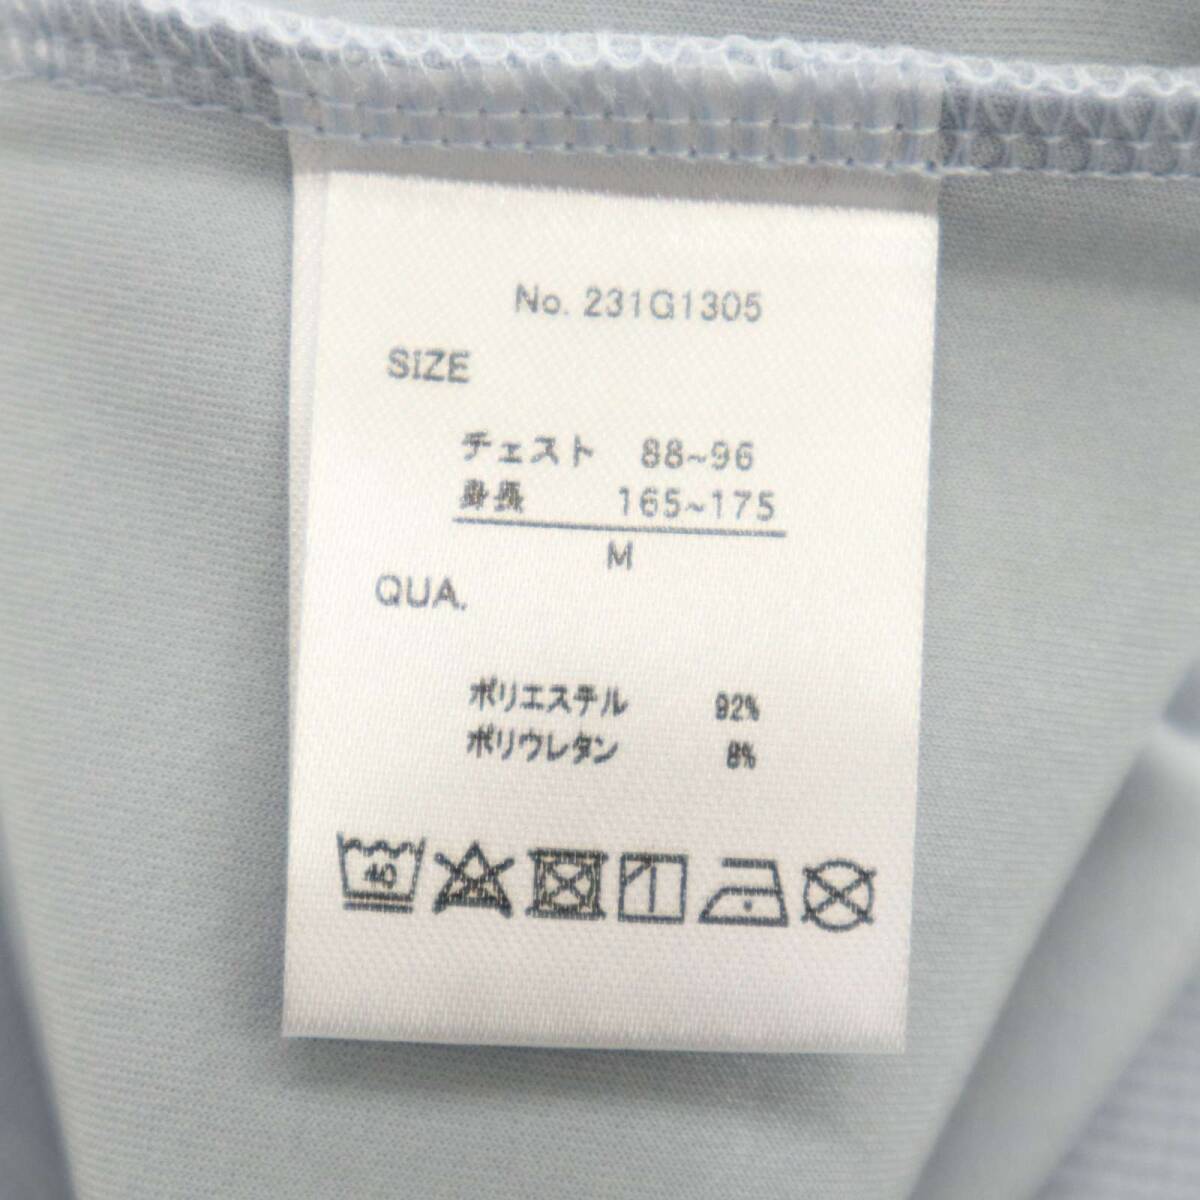 No. 231G1305
SIZE
チェスト 88~96
身長 165~175
M
QUA.
ポリエステル 92%
ポリウレタン 8%
40